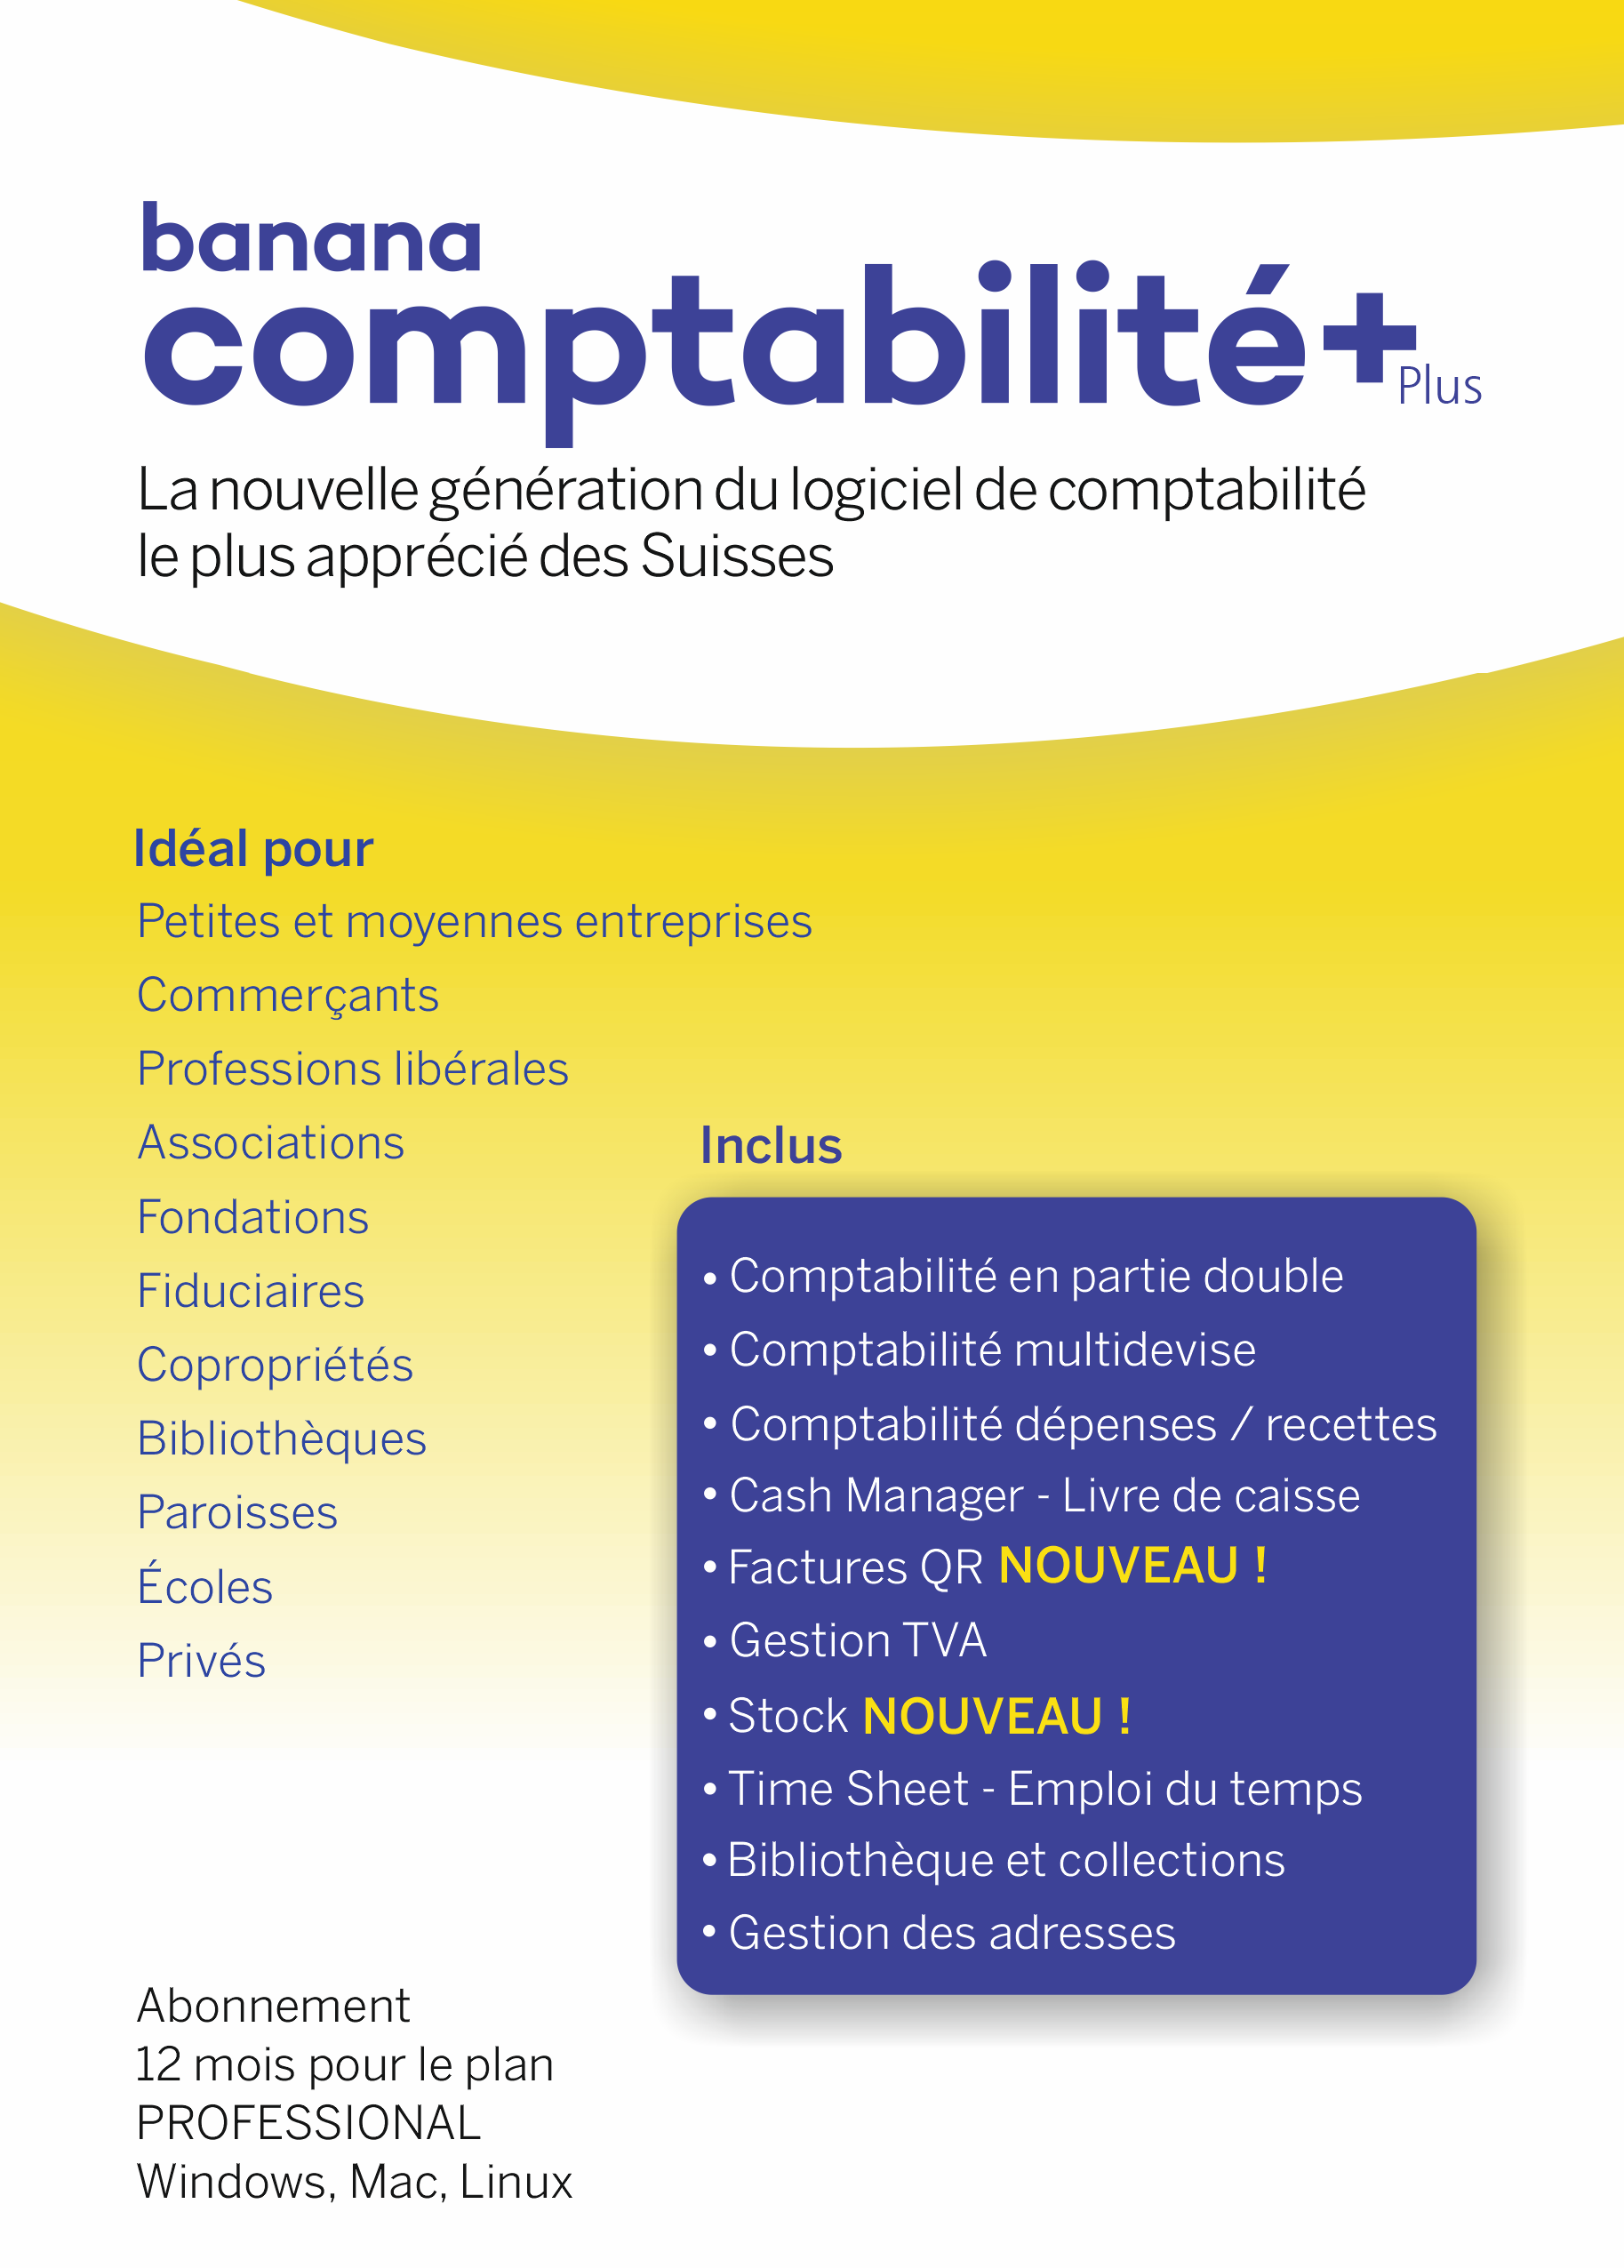 banana
comptabilité+
Plus
La nouvelle génération du logiciel de comptabilité
le plus apprécié des Suisses
Idéal pour
Petites et moyennes entreprises
Commerçants
Professions libérales
Associations
Fondations
Fiduciaires
Copropriétés
Bibliothèques
Paroisses
Écoles
Privés
Inclus
• Comptabilité en partie double
• Comptabilité multidevise
• Comptabilité dépenses / recettes
• Cash Manager - Livre de caisse
• Factures QR NOUVEAU !
• Gestion TVA
• Stock NOUVEAU !
• Time Sheet - Emploi du temps
• Bibliothèque et collections
• Gestion des adresses
Abonnement
12 mois pour le plan
PROFESSIONAL
Windows, Mac, Linux